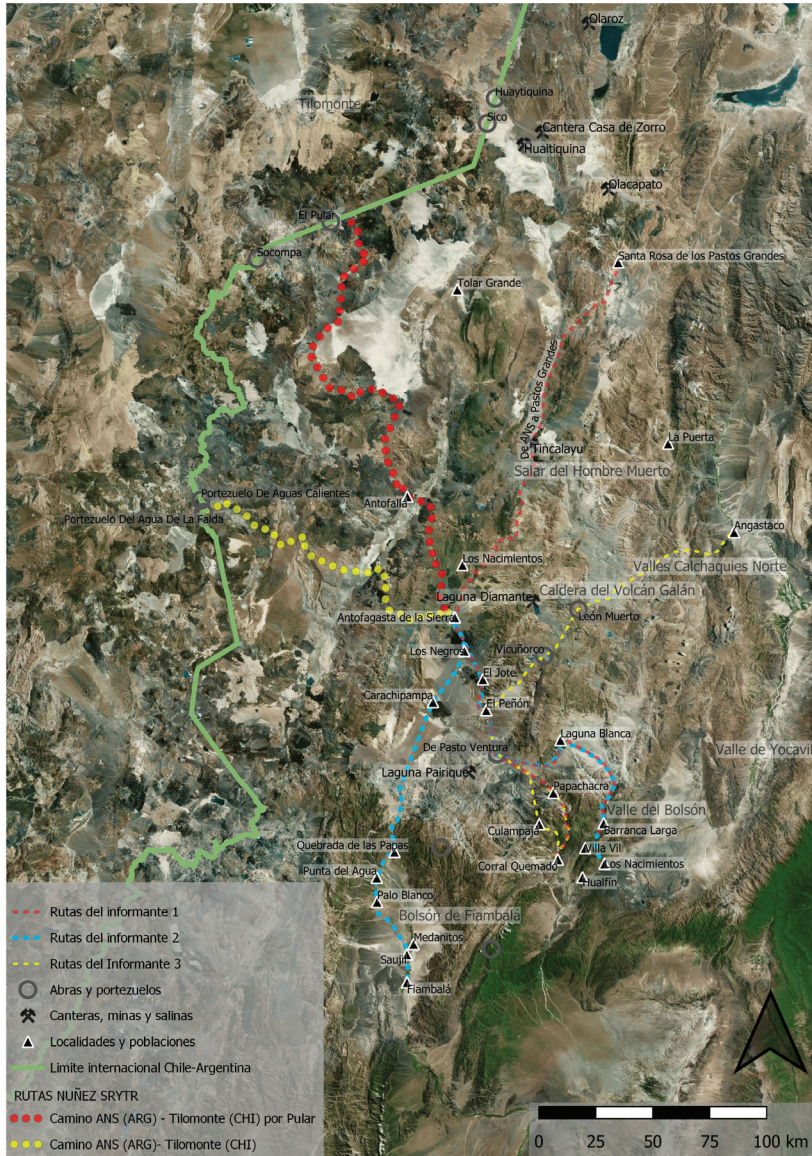 Olaroz
Huaytiquina
Tilomonte
Sico
Cantera Casa de Zorro
Huaitiquina
Olacapato
El Pular
Socompa
Santa Rosa de los Pastos Grandes
Tolar Grande
De ANS a Pastos Grandes
Tincalayu
La Puerta
Salar del Hombre Muerto
Portezuelo De Aguas Calientes
Antofalla
Portezuelo Del Agua De La Falda
Angastaco
Los Nacimientos
Valles Calchaquies Norte
Caldera del Volcán Galán
Laguna Diamante
León Muerto
Antofagasta de la Sierra
Los Negros
Vicuñorco
El Jote
Carachipampa
El Peñón
Laguna Blanca
De Pasto Ventura
Valle de Yocavil
Laguna Pairique
Papachacra
Valle del Bolsón
Culampajá
Barranca Larga
Quebrada de las Papas
Villa Vil
Corral Quemado
Los Nacimientos
Punta del Agua
Hualfín
Palo Blanco
Bolsón de Fiambalá
Medanitos
Saujil
Fiambalá
Rutas del informante 1
Rutas del informante 2
Rutas del Informante 3
Abras y portezuelos
Canteras, minas y salinas
Localidades y poblaciones
Limite internacional Chile-Argentina
RUTAS NUÑEZ SRYTR
Camino ANS (ARG) - Tilomonte (CHI) por Pular
Camino ANS (ARG)- Tilomonte (CHI)
0 25 50 75 100 km